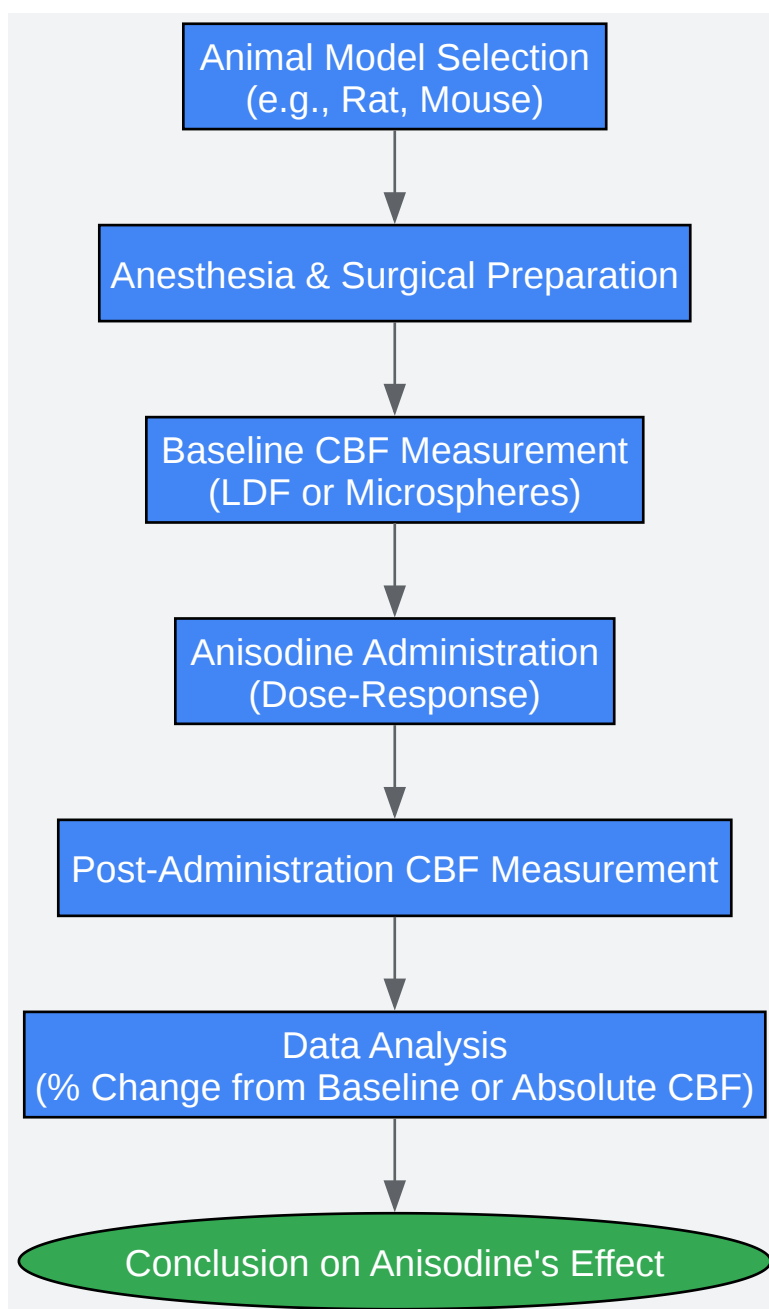 Animal Model Selection
(e.g., Rat, Mouse)
Anesthesia & Surgical Preparation
Baseline CBF Measurement
(LDF or Microspheres)
Anisodine Administration
(Dose-Response)
Post-Administration CBF Measurement
Data Analysis
(% Change from Baseline or Absolute CBF)
Conclusion on Anisodine's Effect